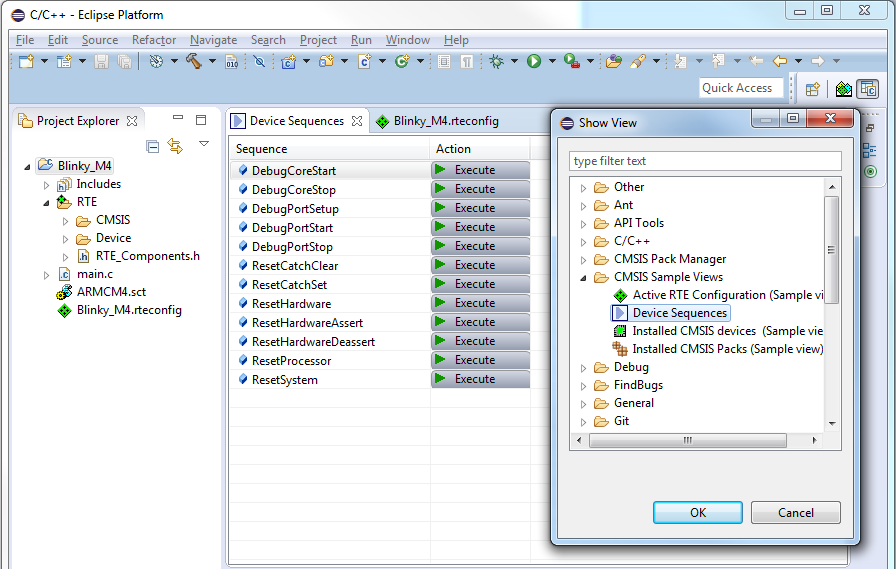 C/C++ - Eclipse Platform
File Edit Source Refactor Navigate Search Project Run Window Help
010
Quick Access
Project Explorer
Blinky_M4
Includes
RTE
CMSIS
Device
RTE_Components.h
main.c
ARMCM4.sct
Blinky_M4.rteconfig
Device Sequences
Blinky_M4.rteconfig
Sequence Action
DebugCoreStart Execute
DebugCoreStop Execute
DebugPortSetup Execute
DebugPortStart Execute
DebugPortStop Execute
ResetCatchClear Execute
ResetCatchSet Execute
ResetHardware Execute
ResetHardwareAssert Execute
ResetHardwareDeassert Execute
ResetProcessor Execute
ResetSystem Execute
Show View
type filter text
Other
Ant
API Tools
C/C++
CMSIS Pack Manager
CMSIS Sample Views
Active RTE Configuration (Sample vi
Device Sequences
Installed CMSIS devices (Sample vie
Installed CMSIS Packs (Sample view)
Debug
FindBugs
General
Git
OK Cancel